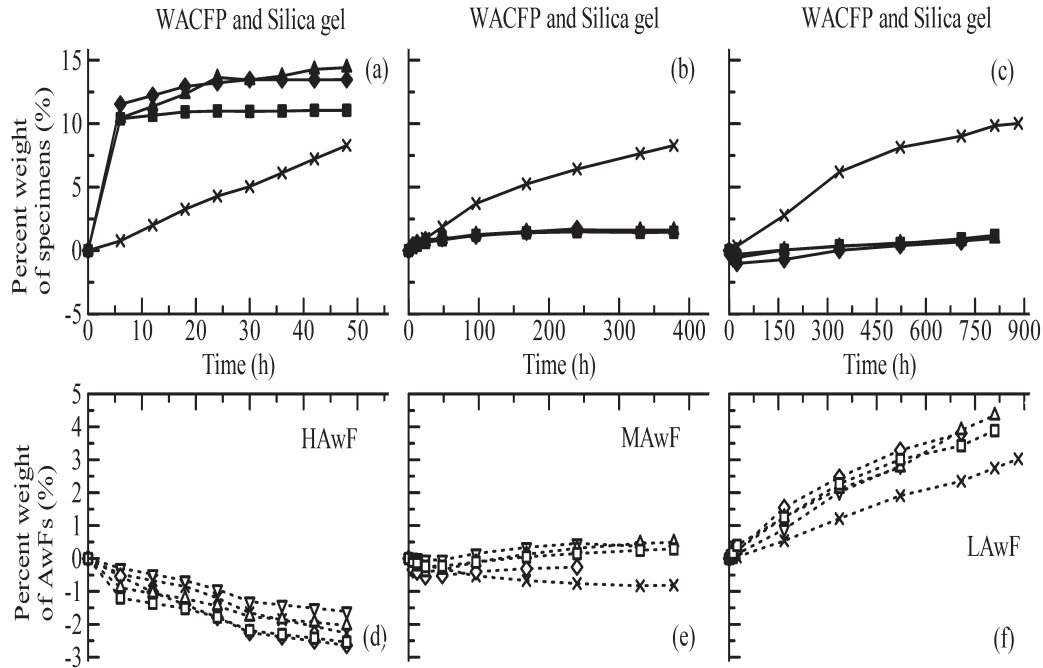 WACFP and Silica gel WACFP and Silica gel WACFP and Silica gel
(a) (b) (c)
Percent weight
of specimens (%)
15
10
5
0
-5
0 10 20 30 40 50 0 100 200 300 400 0 150 300 450 600 750 900
Time (h) Time (h) Time (h)
HAwF MAwF LAwF
Percent weight
of AwFs (%)
5
4
3
2
1
0
-1
-2
-3
(d) (e) (f)